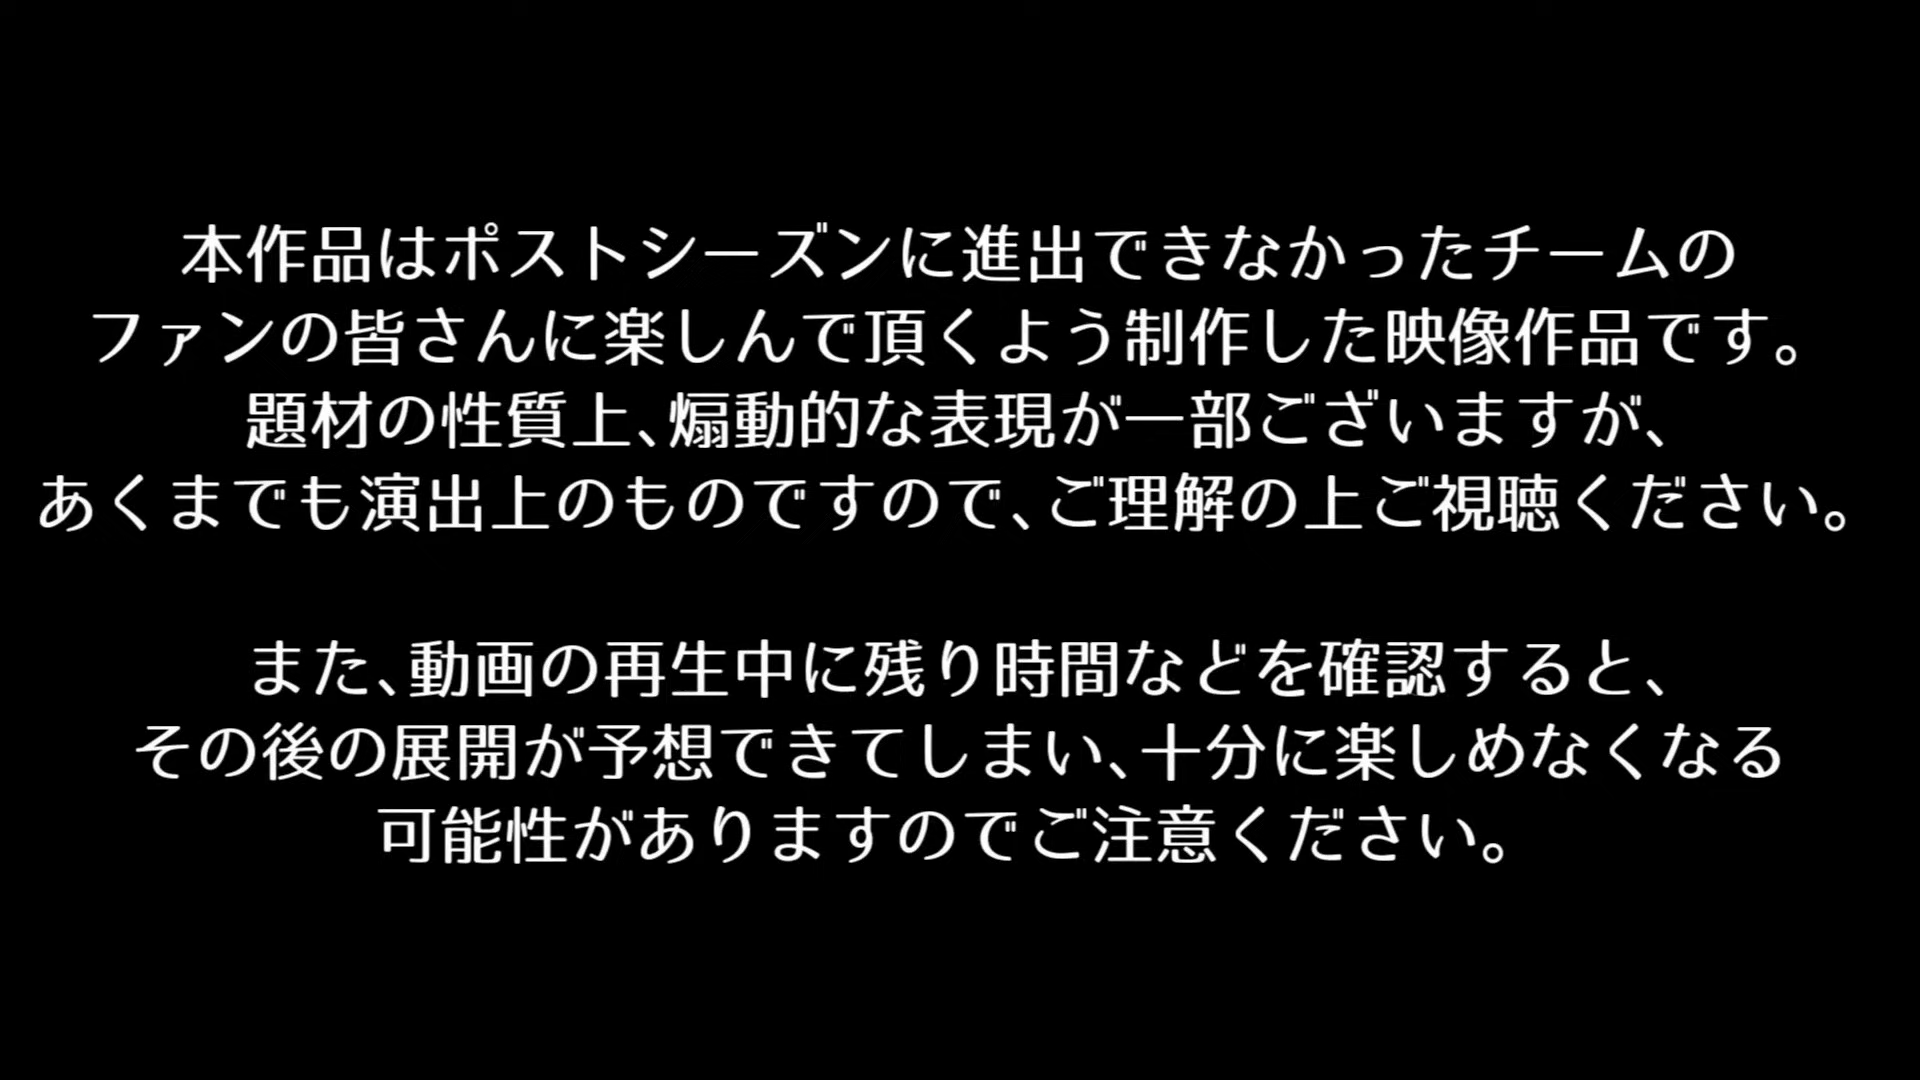 本作品はポストシーズンに進出できなかったチームの
ファンの皆さんに楽しんで頂くよう制作した映像作品です。
題材の性質上、煽動的な表現が一部ございますが、
あくまでも演出上のものですので、ご理解の上ご視聴ください。
また、動画の再生中に残り時間などを確認すると、
その後の展開が予想できてしまい、十分に楽しめなくなる
可能性がありますのでご注意ください。